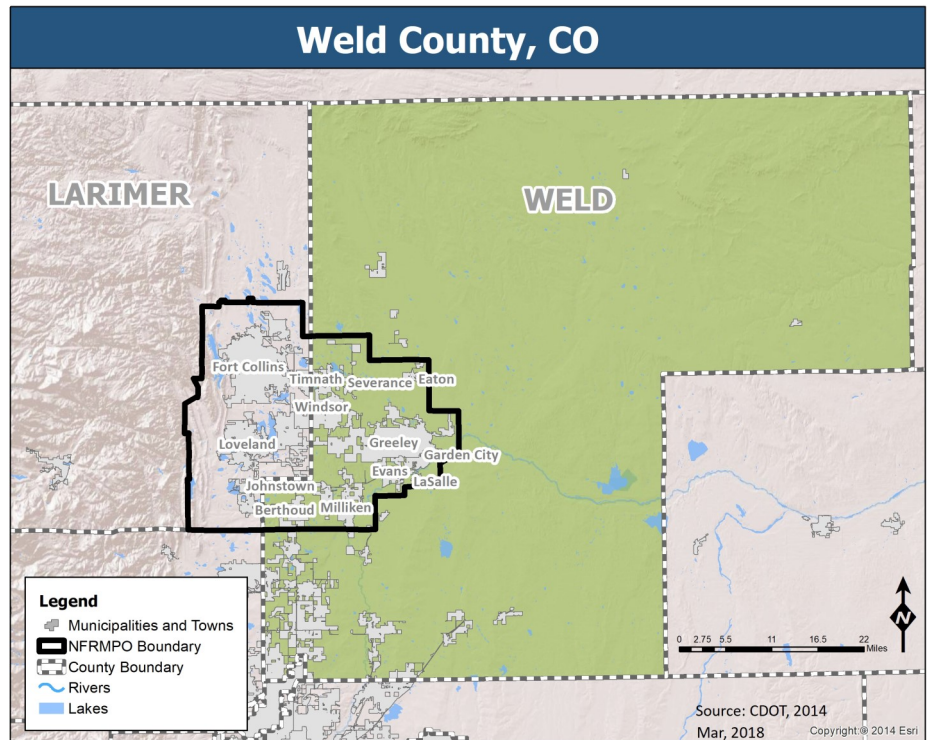 Weld County, CO
LARIMER
WELD
Fort Collins
Timnath
Severance
Eaton
Windsor
Loveland
Greeley
Garden City
Evans
LaSalle
Johnstown
Berthoud
Milliken
Legend
Municipalities and Towns
NFRMPO Boundary
County Boundary
Rivers
Lakes
N
0 2.75 5.5 11 16.5 22
Miles
Source: CDOT, 2014
Mar, 2018
Copyright:© 2014 Esri